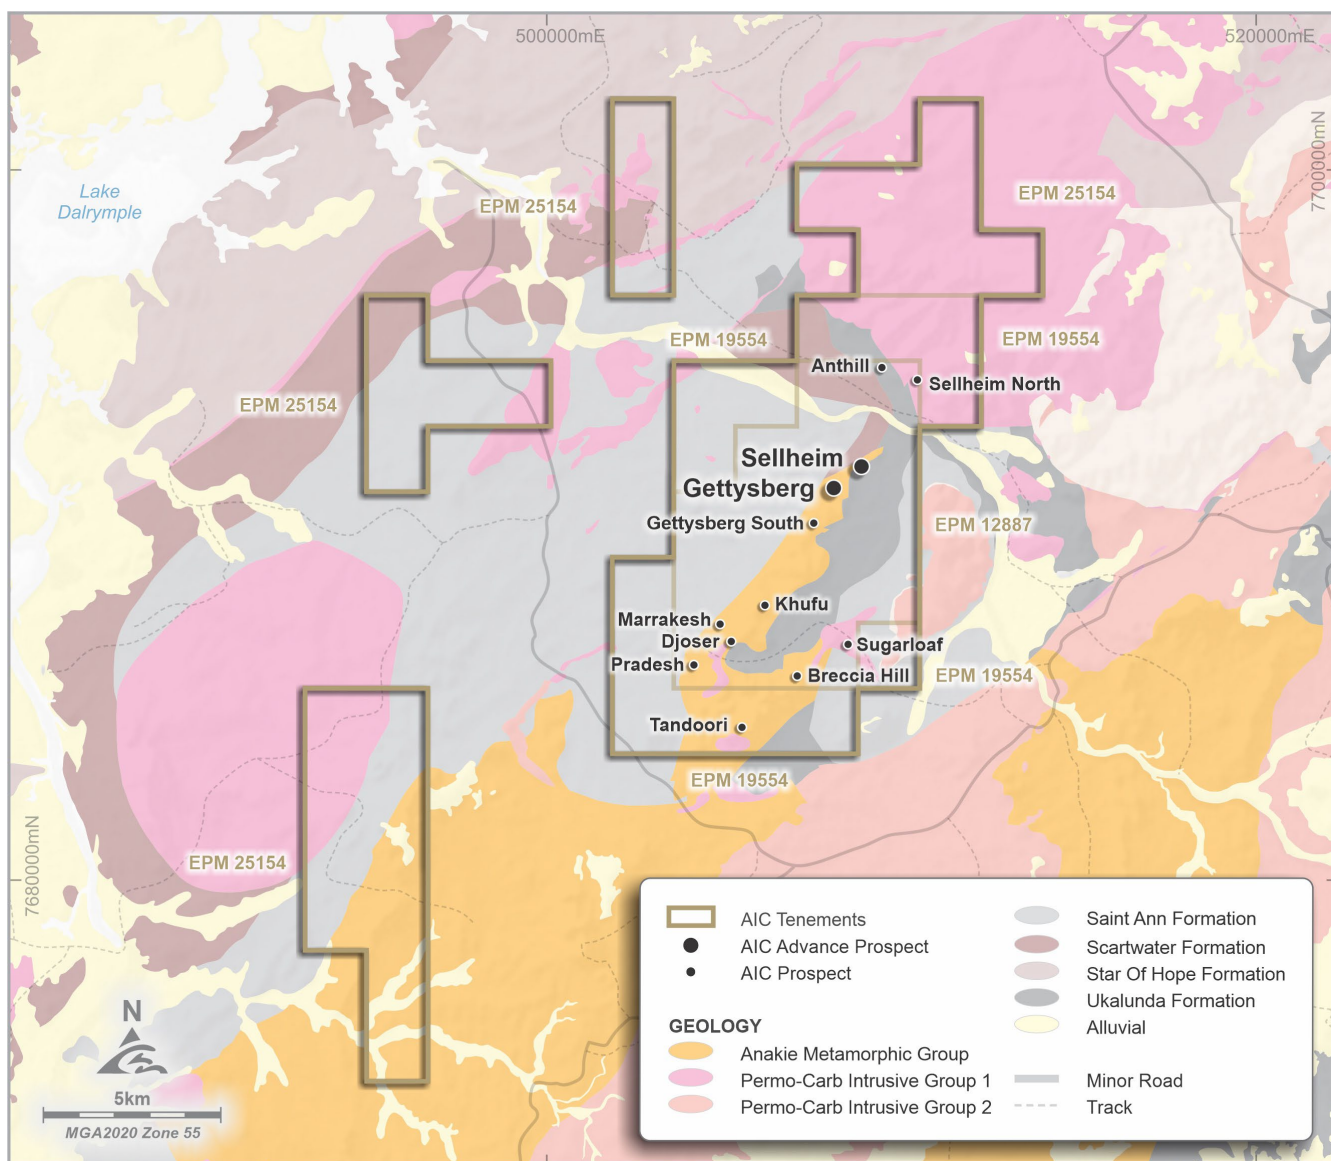 500000mE
520000mE
7700000mN
Lake
Dalrymple
EPM 25154
EPM 25154
EPM 19554
EPM 19554
Anthill
Sellheim North
EPM 25154
Sellheim
Gettysberg
Gettysberg South
EPM 12887
Khufu
Marrakesh
Djoser
Sugarloaf
Pradesh
Breccia Hill
EPM 19554
Tandoori
EPM 19554
EPM 25154
7680000mN
N
5km
MGA2020 Zone 55
AIC Tenements
AIC Advance Prospect
AIC Prospect
GEOLOGY
Anakie Metamorphic Group
Permo-Carb Intrusive Group 1
Permo-Carb Intrusive Group 2
Saint Ann Formation
Scartwater Formation
Star Of Hope Formation
Ukalunda Formation
Alluvial
Minor Road
Track